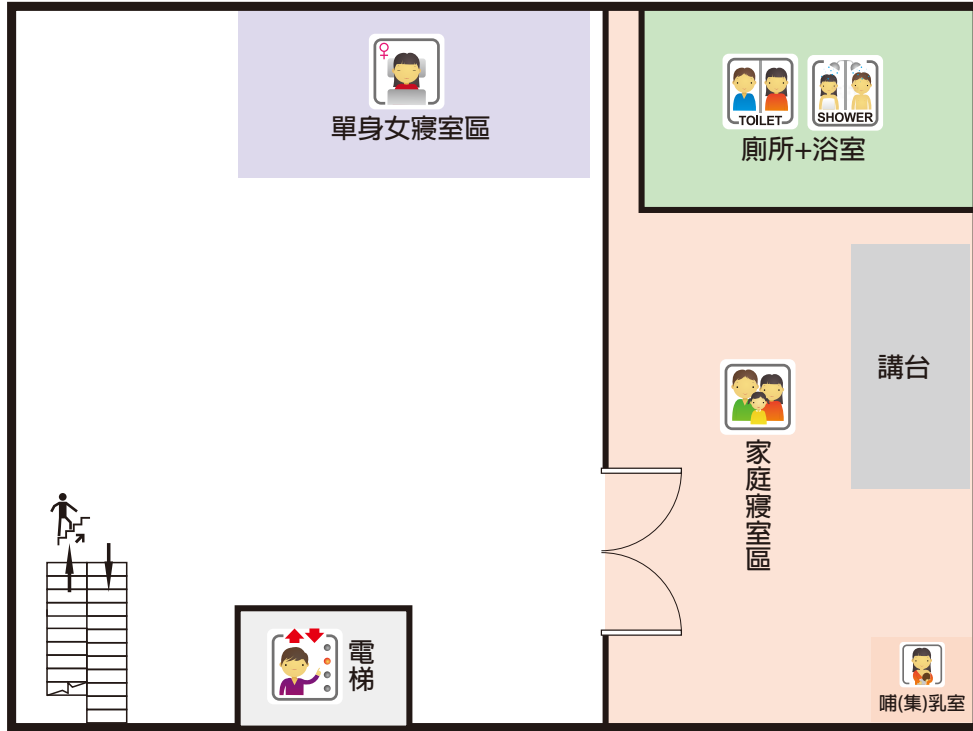 單身女寢室區
TOILET
SHOWER
廁所+浴室
講台
家庭寢室區
電梯
哺(集)乳室